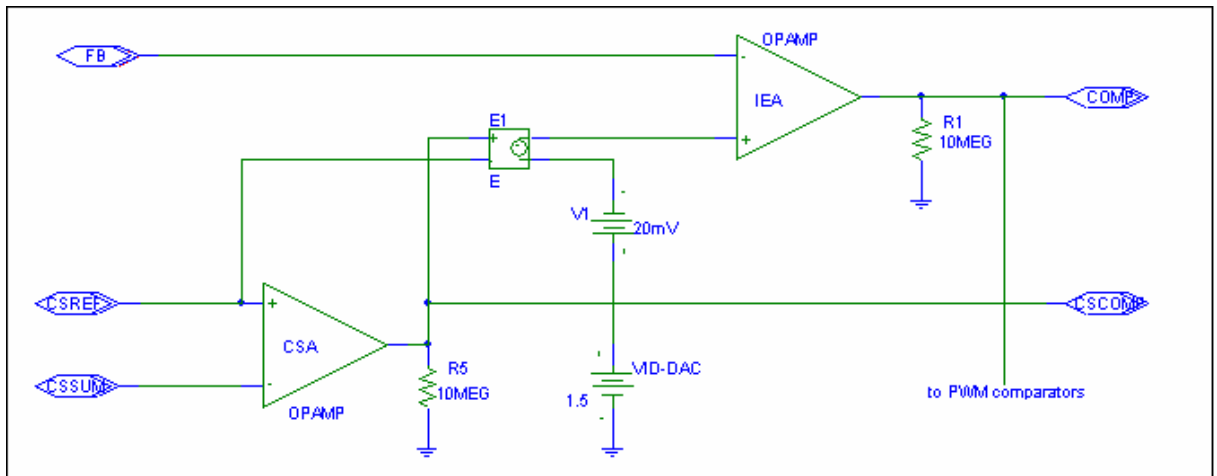 OPAMP
FB
-
IEA
COMP
E1
R1
10MEG
+
+
-
E
-
V1
20mV
+
CSREF
+
CSCOMP
CSA
+
R5
VID-DAC
CSSUM
-
10MEG
1.5
to PWM comparators
OPAMP
-